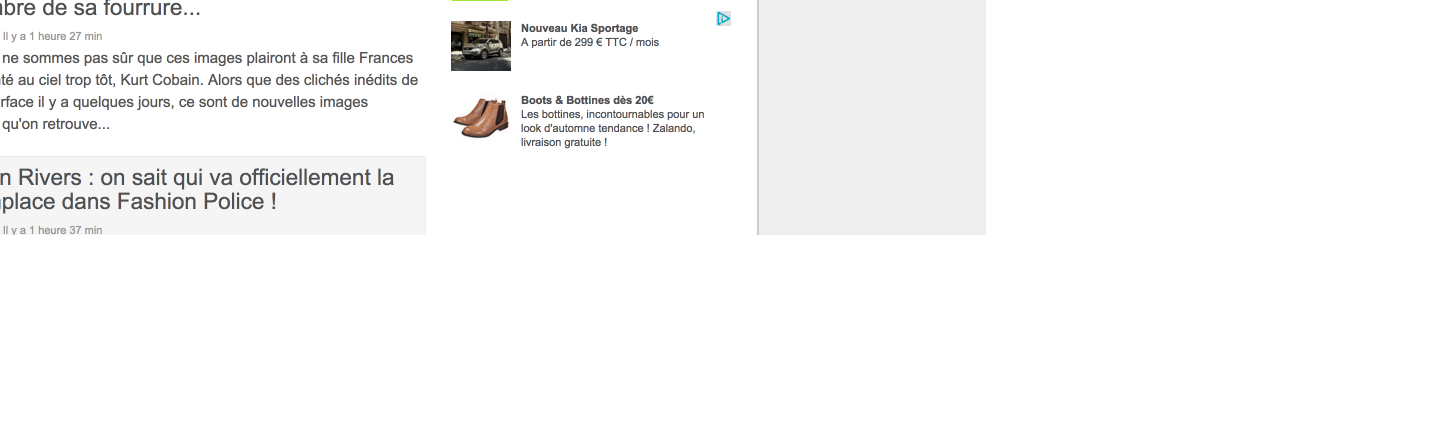 bre de sa fourrure...
Il y a 1 heure 27 min
ne sommes pas sûr que ces images plairont à sa fille Frances
té au ciel trop tôt, Kurt Cobain. Alors que des clichés inédits de
rface il y a quelques jours, ce sont de nouvelles images
qu'on retrouve...
n Rivers : on sait qui va officiellement la
place dans Fashion Police !
Il y a 1 heure 37 min
Nouveau Kia Sportage
A partir de 299 € TTC / mois
Boots & Bottines dès 20€
Les bottines, incontournables pour un
look d'automne tendance ! Zalando,
livraison gratuite !